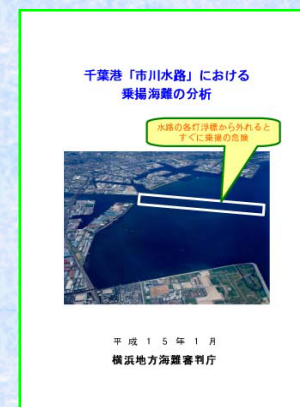 千葉港「市川水路」における
乗揚海難の分析
水路の各灯浮標から外れると
すぐに乗揚の危険
平成15年1月
横浜地方海難審判庁